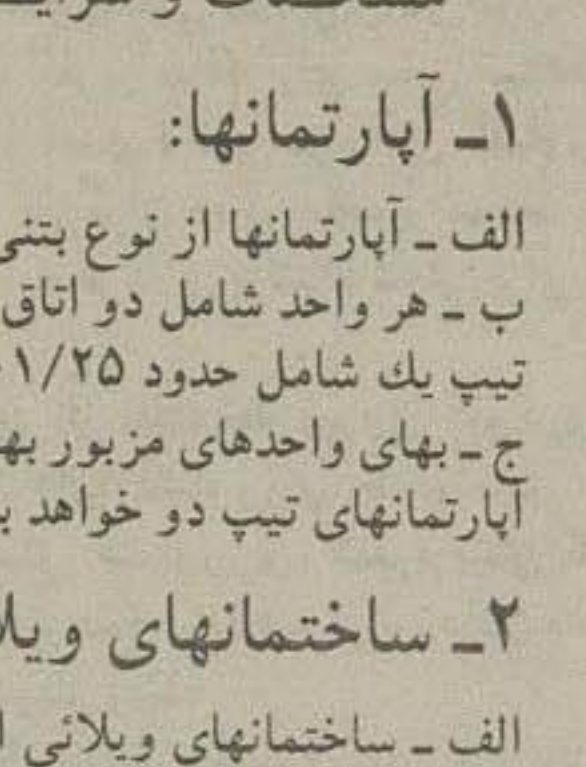 ۱ـ آپارتمانها:
الف ـ آپارتمانها از نوع بتنی
ب ـ هر واحد شامل دو اتاق
تیپ یك شامل حدود ۱/۲۵
ج ـ بهای واحدهای مزبور
آپارتمانهای تیپ دو خواهد
۲ـ ساختمانهای
الف ـ ساختمانهای ویلائی